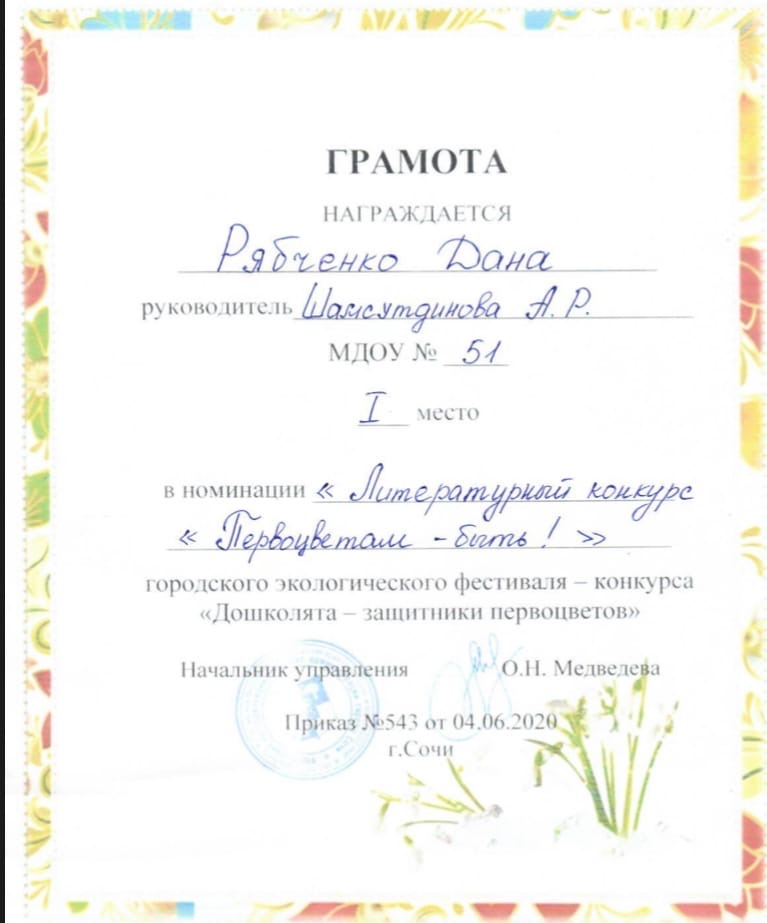 ГРАМОТА
НАГРАЖДАЕТСЯ
Рябченко Дана
руководитель Шамсутдинова А. Р.
МДОУ № 51
I место
в номинации « Литературный конкурс
« Первоцветам - быть! »
городского экологического фестиваля – конкурса
«Дошколята – защитники первоцветов»
Начальник управления О.Н. Медведева
Приказ №543 от 04.06.2020
г.Сочи